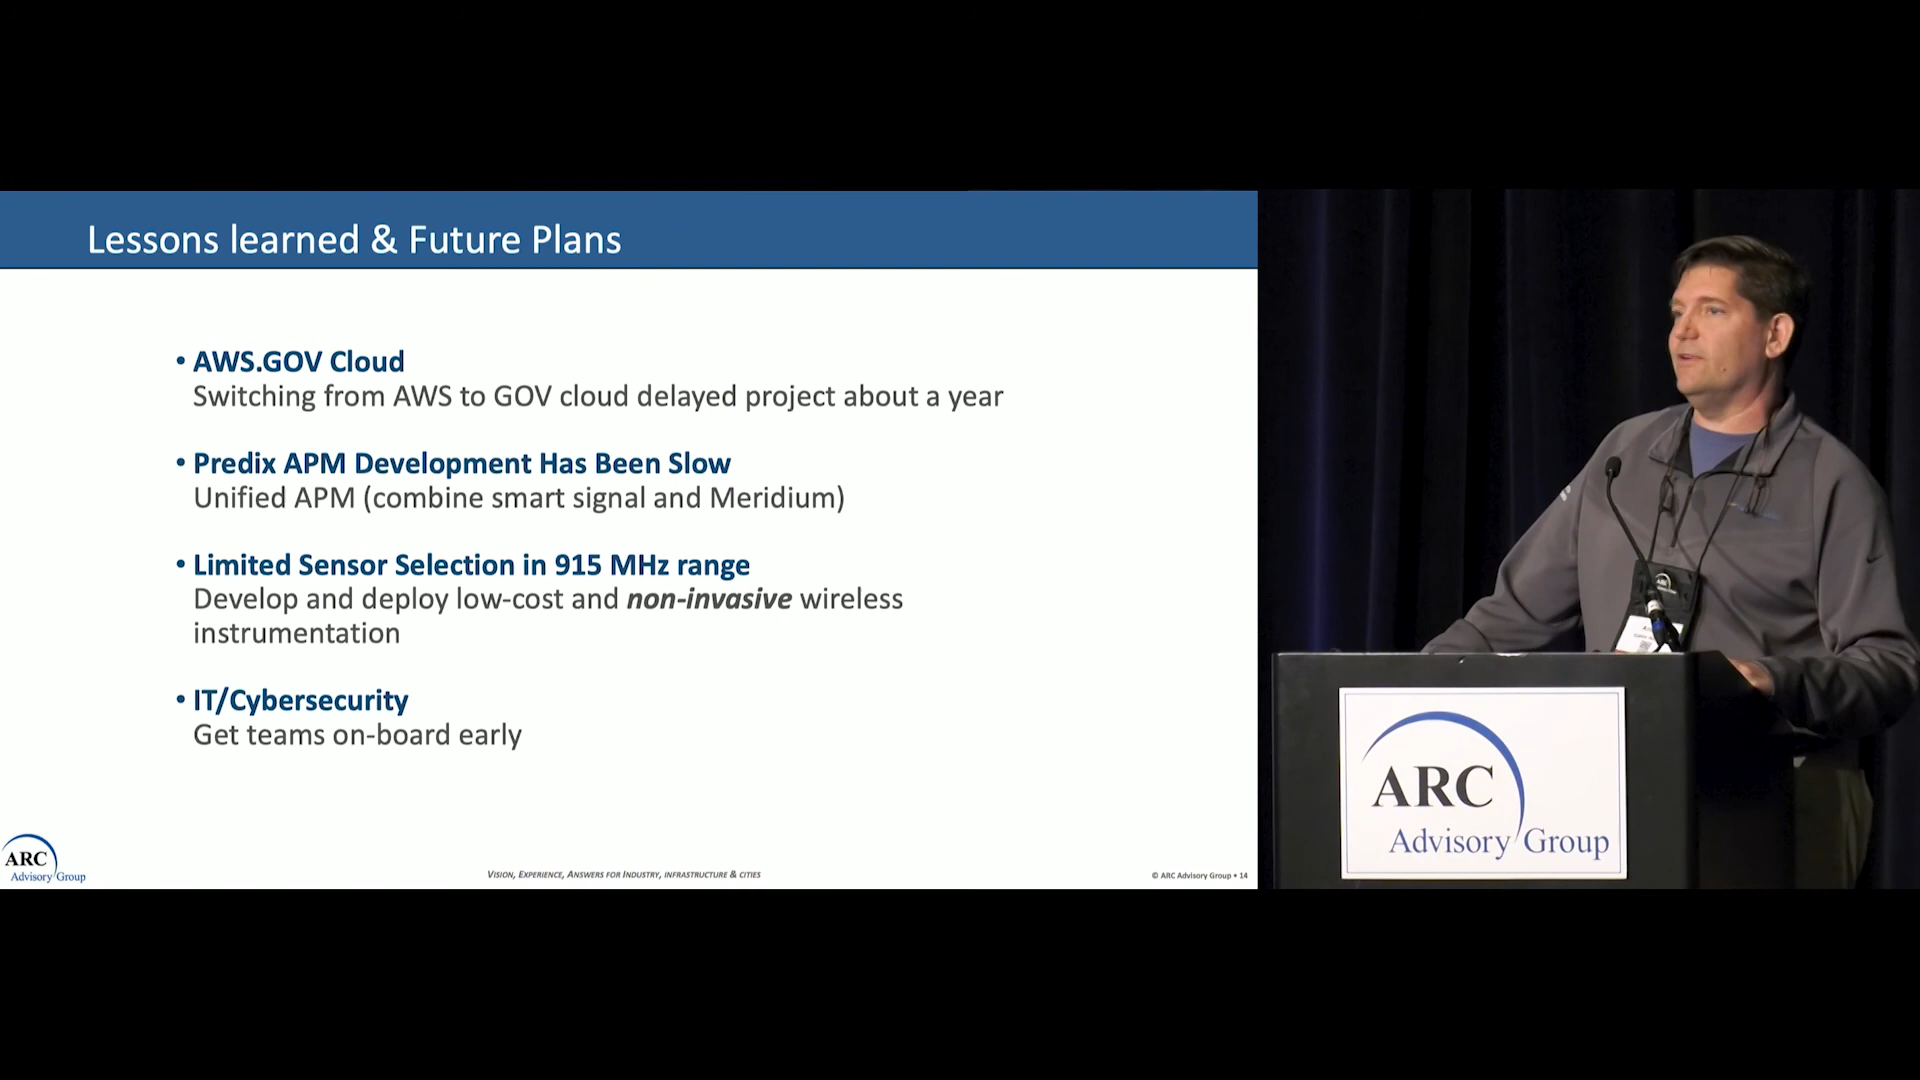 Lessons learned & Future Plans
• AWS.GOV Cloud
Switching from AWS to GOV cloud delayed project about a year
• Predix APM Development Has Been Slow
Unified APM (combine smart signal and Meridium)
• Limited Sensor Selection in 915 MHz range
Develop and deploy low-cost and non-invasive wireless
instrumentation
• IT/Cybersecurity
Get teams on-board early
ARC
Advisory Group
VISION, EXPERIENCE, ANSWERS FOR INDUSTRY, INFRASTRUCTURE & CITIES
© ARC Advisory Group • 14
ARC
Advisory Group